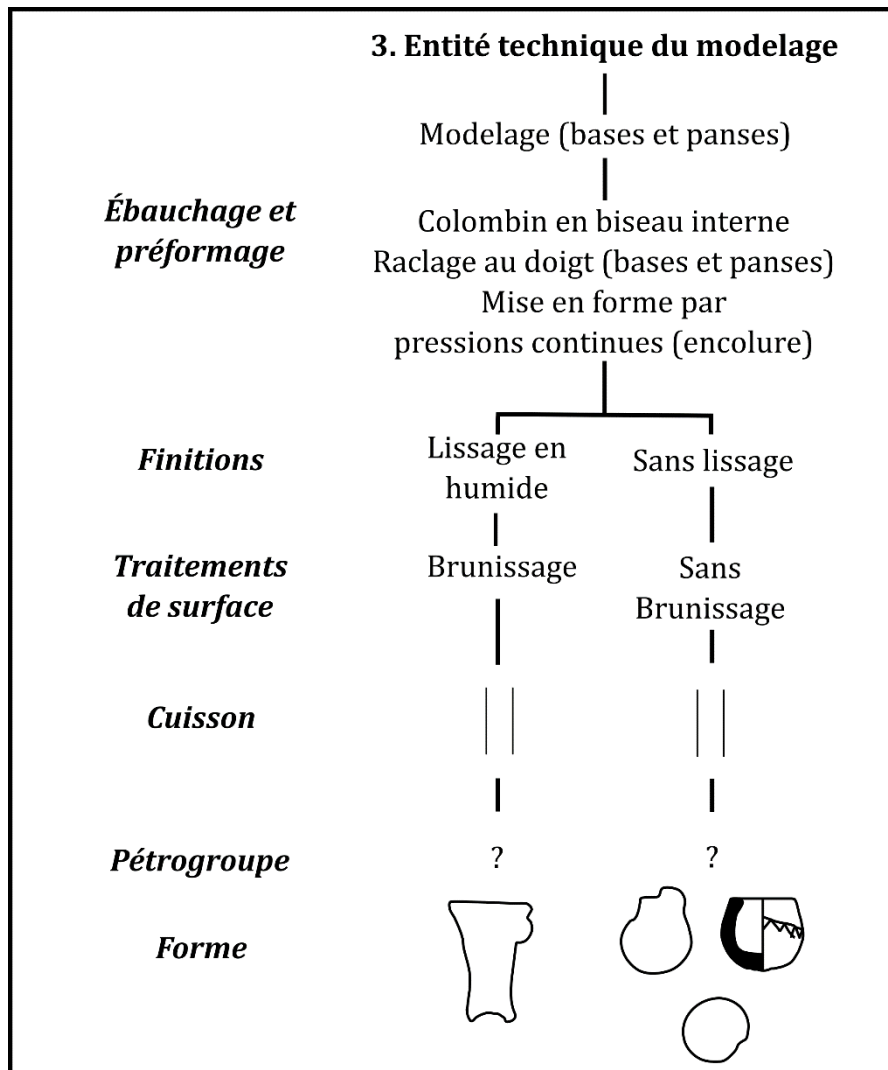 3. Entité technique du modelage
Modelage (bases et panses)
Ébauchage et
préformage
Colombin en biseau interne
Raclage au doigt (bases et panses)
Mise en forme par
pressions continues (encolure)
Finitions
Lissage en
humide
Sans lissage
Traitements
de surface
Brunissage
Sans
Brunissage
Cuisson
Pétrogroupe
?
?
Forme